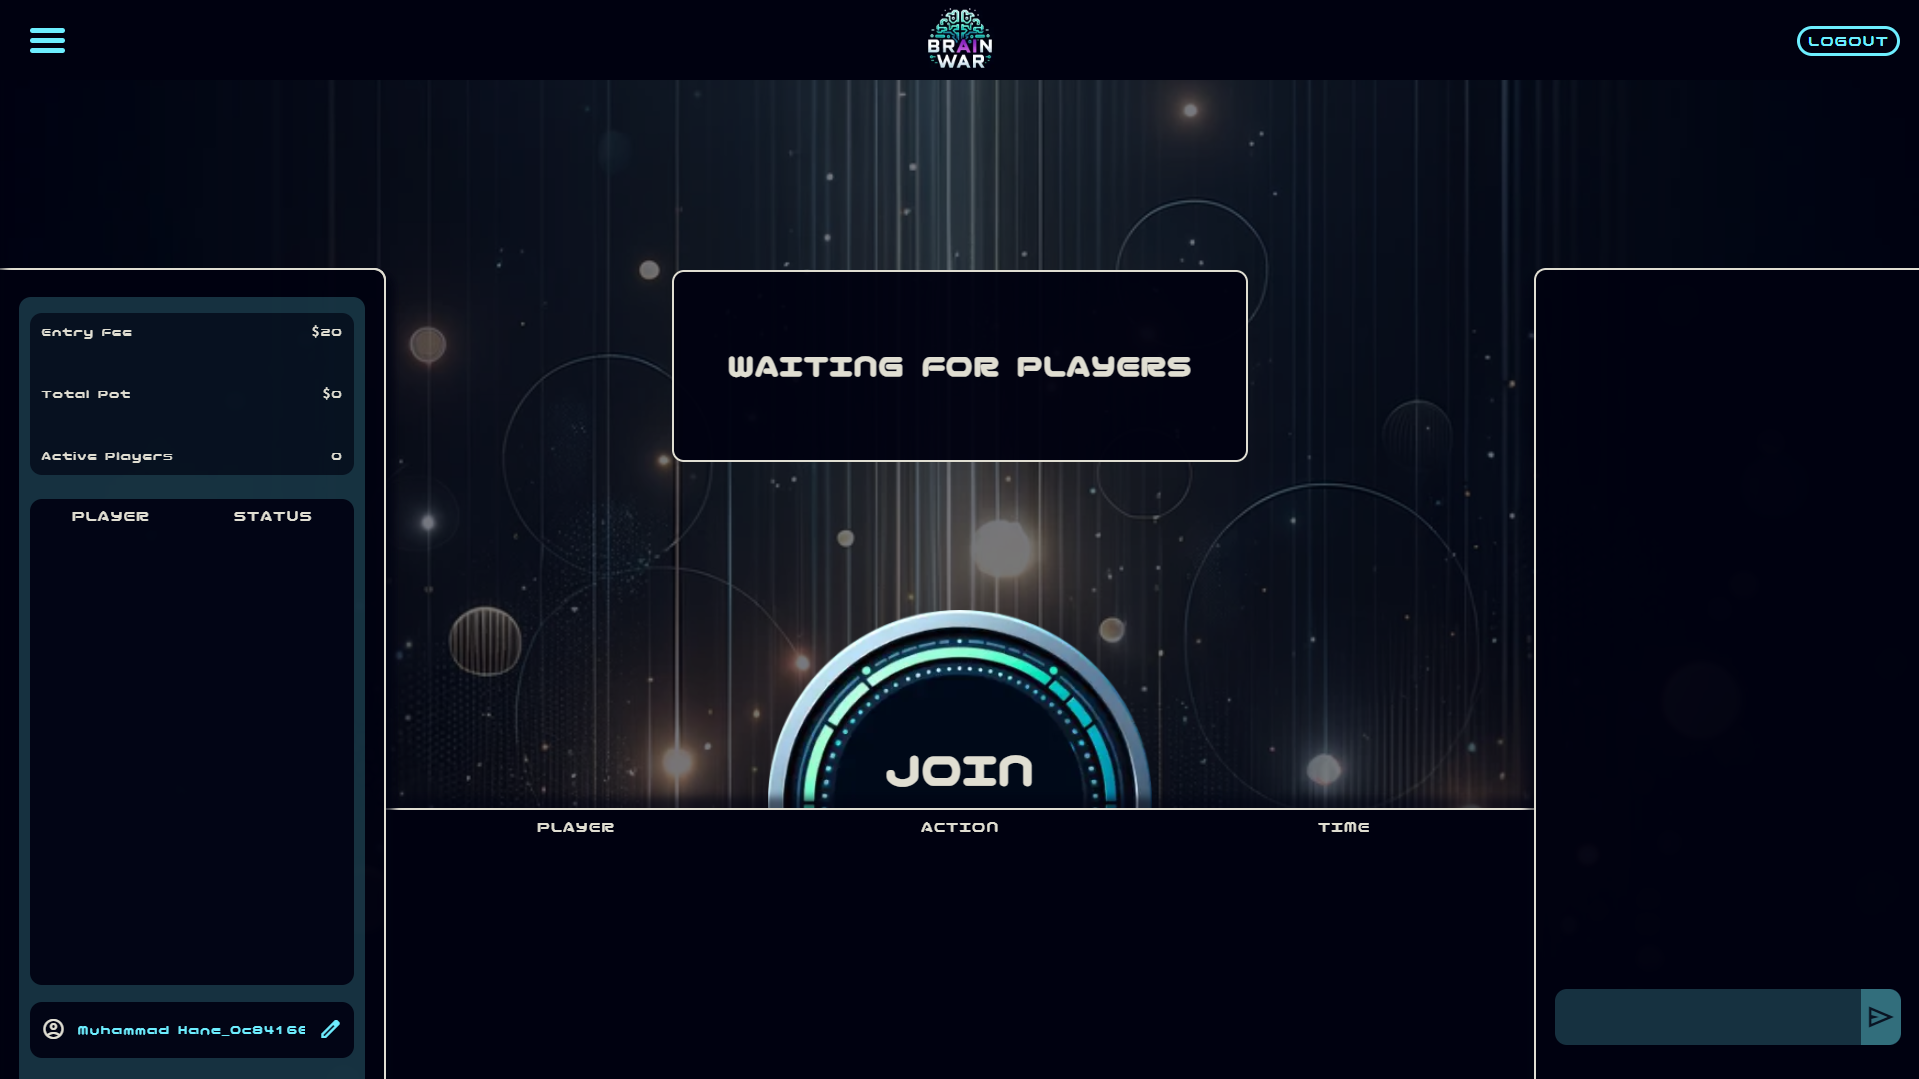 BRAIN
WAR
LOGOUT
Entry Fee $20
Total Pot $0
Active Players 0
PLAYER STATUS
WAITING FOR PLAYERS
JOIN
PLAYER ACTION TIME
Muhammad Hane_0c8416